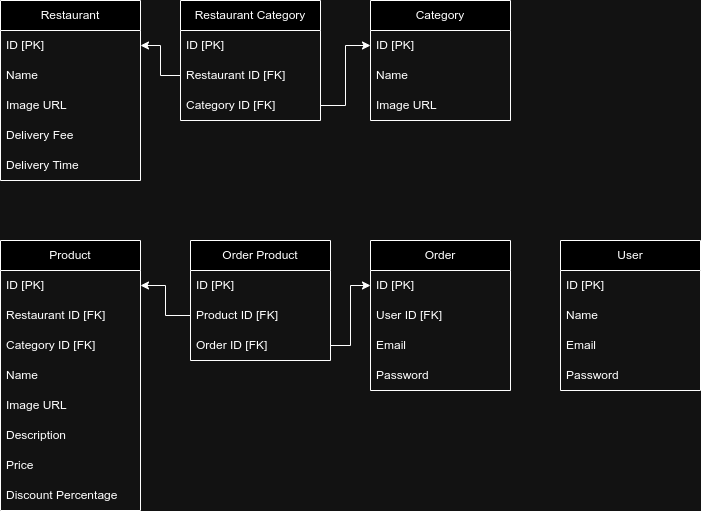 Restaurant
ID [PK]
Name
Image URL
Delivery Fee
Delivery Time
Restaurant Category
ID [PK]
Restaurant ID [FK]
Category ID [FK]
Category
ID [PK]
Name
Image URL
Product
ID [PK]
Restaurant ID [FK]
Category ID [FK]
Name
Image URL
Description
Price
Discount Percentage
Order Product
ID [PK]
Product ID [FK]
Order ID [FK]
Order
ID [PK]
User ID [FK]
Email
Password
User
ID [PK]
Name
Email
Password